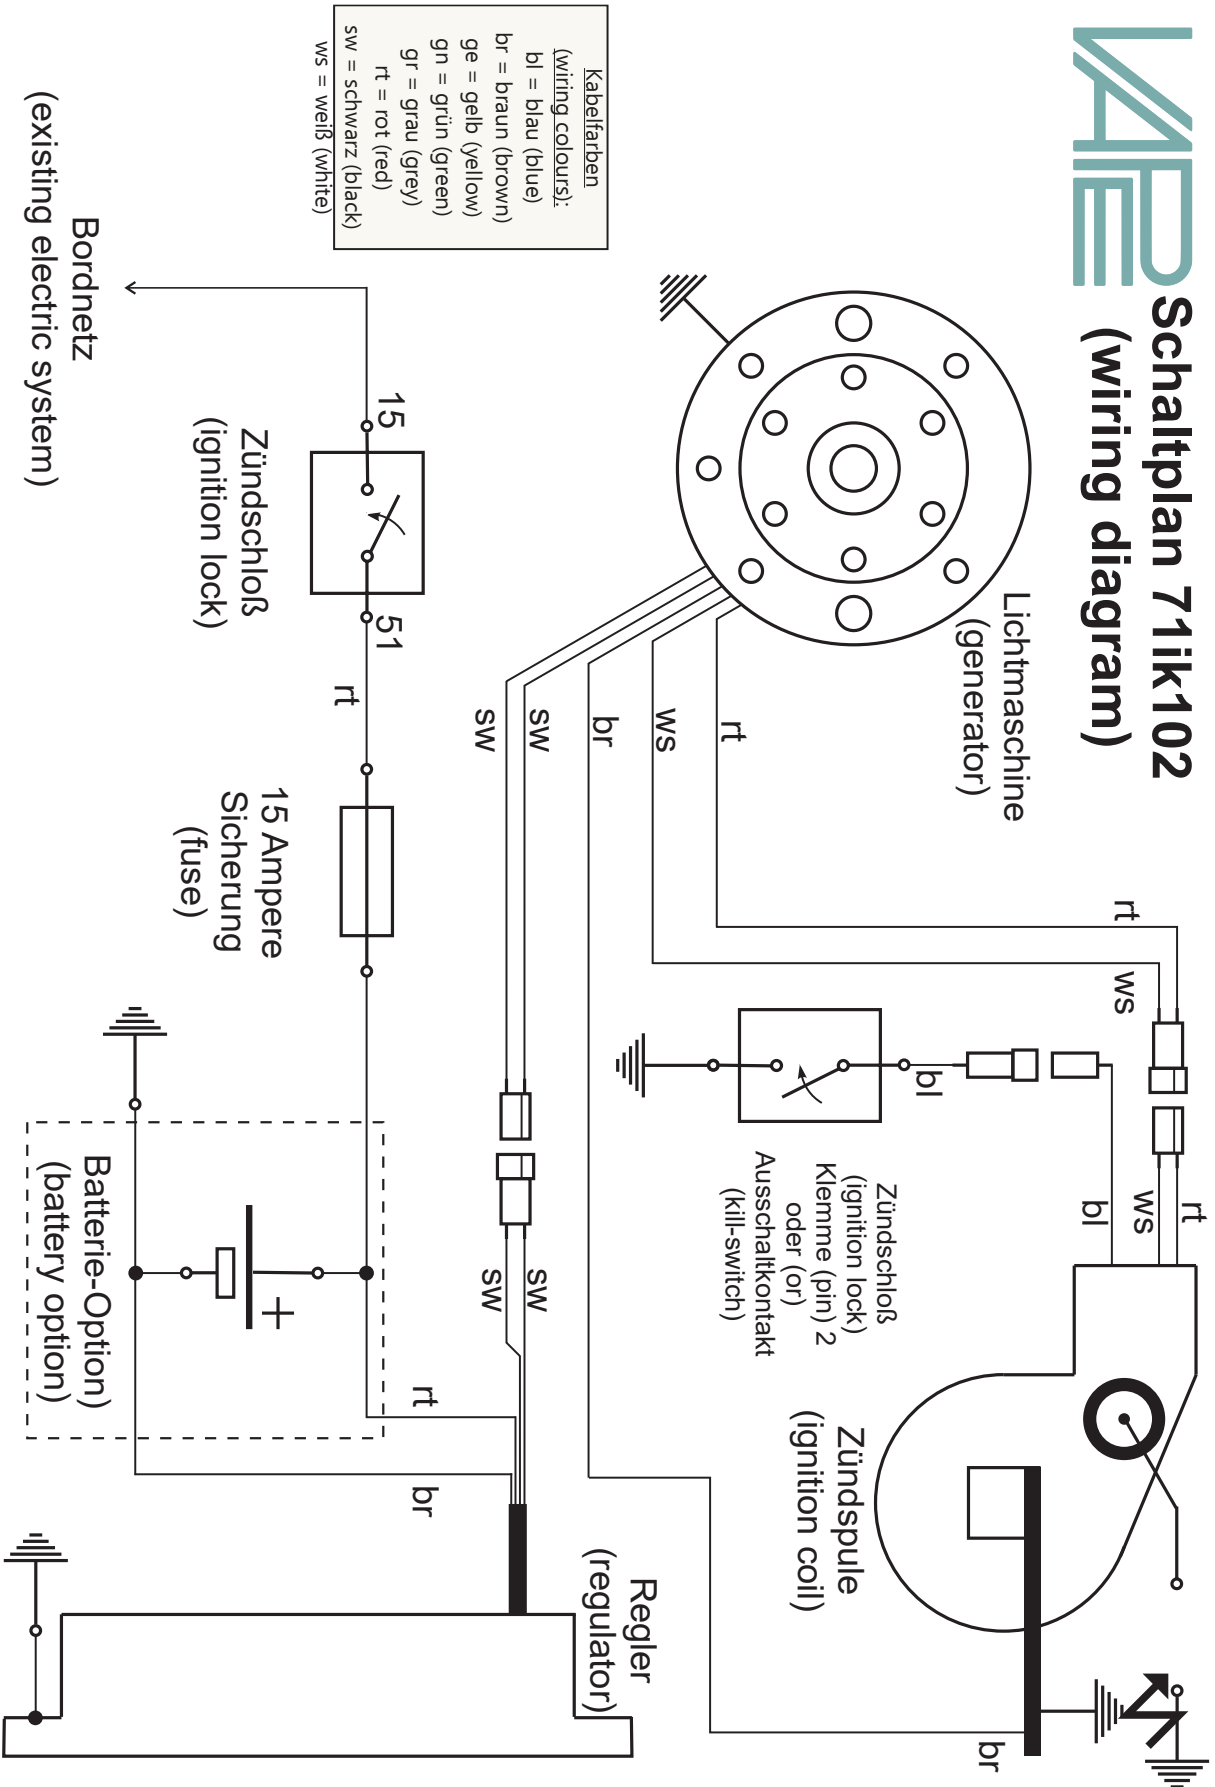 VAPE
Schaltplan 71ik102
(wiring diagram)
Lichtmaschine
(generator)
rt
ws
br
sw
sw
rt
ws
rt
ws
bl
bl
Zündschloß
(ignition lock)
Klemme (pin) 2
oder (or)
Ausschaltkontakt
(kill-switch)
Zündspule
(ignition coil)
br
Kabelfarben
(wiring colours):
bl = blau (blue)
br = braun (brown)
ge = gelb (yellow)
gn = grün (green)
gr = grau (grey)
rt = rot (red)
sw = schwarz (black)
ws = weiß (white)
sw
sw
Regler
(regulator)
rt
br
15
51
Zündschloß
(ignition lock)
rt
15 Ampere
Sicherung
(fuse)
+
Batterie-Option)
(battery option)
Bordnetz
(existing electric system)